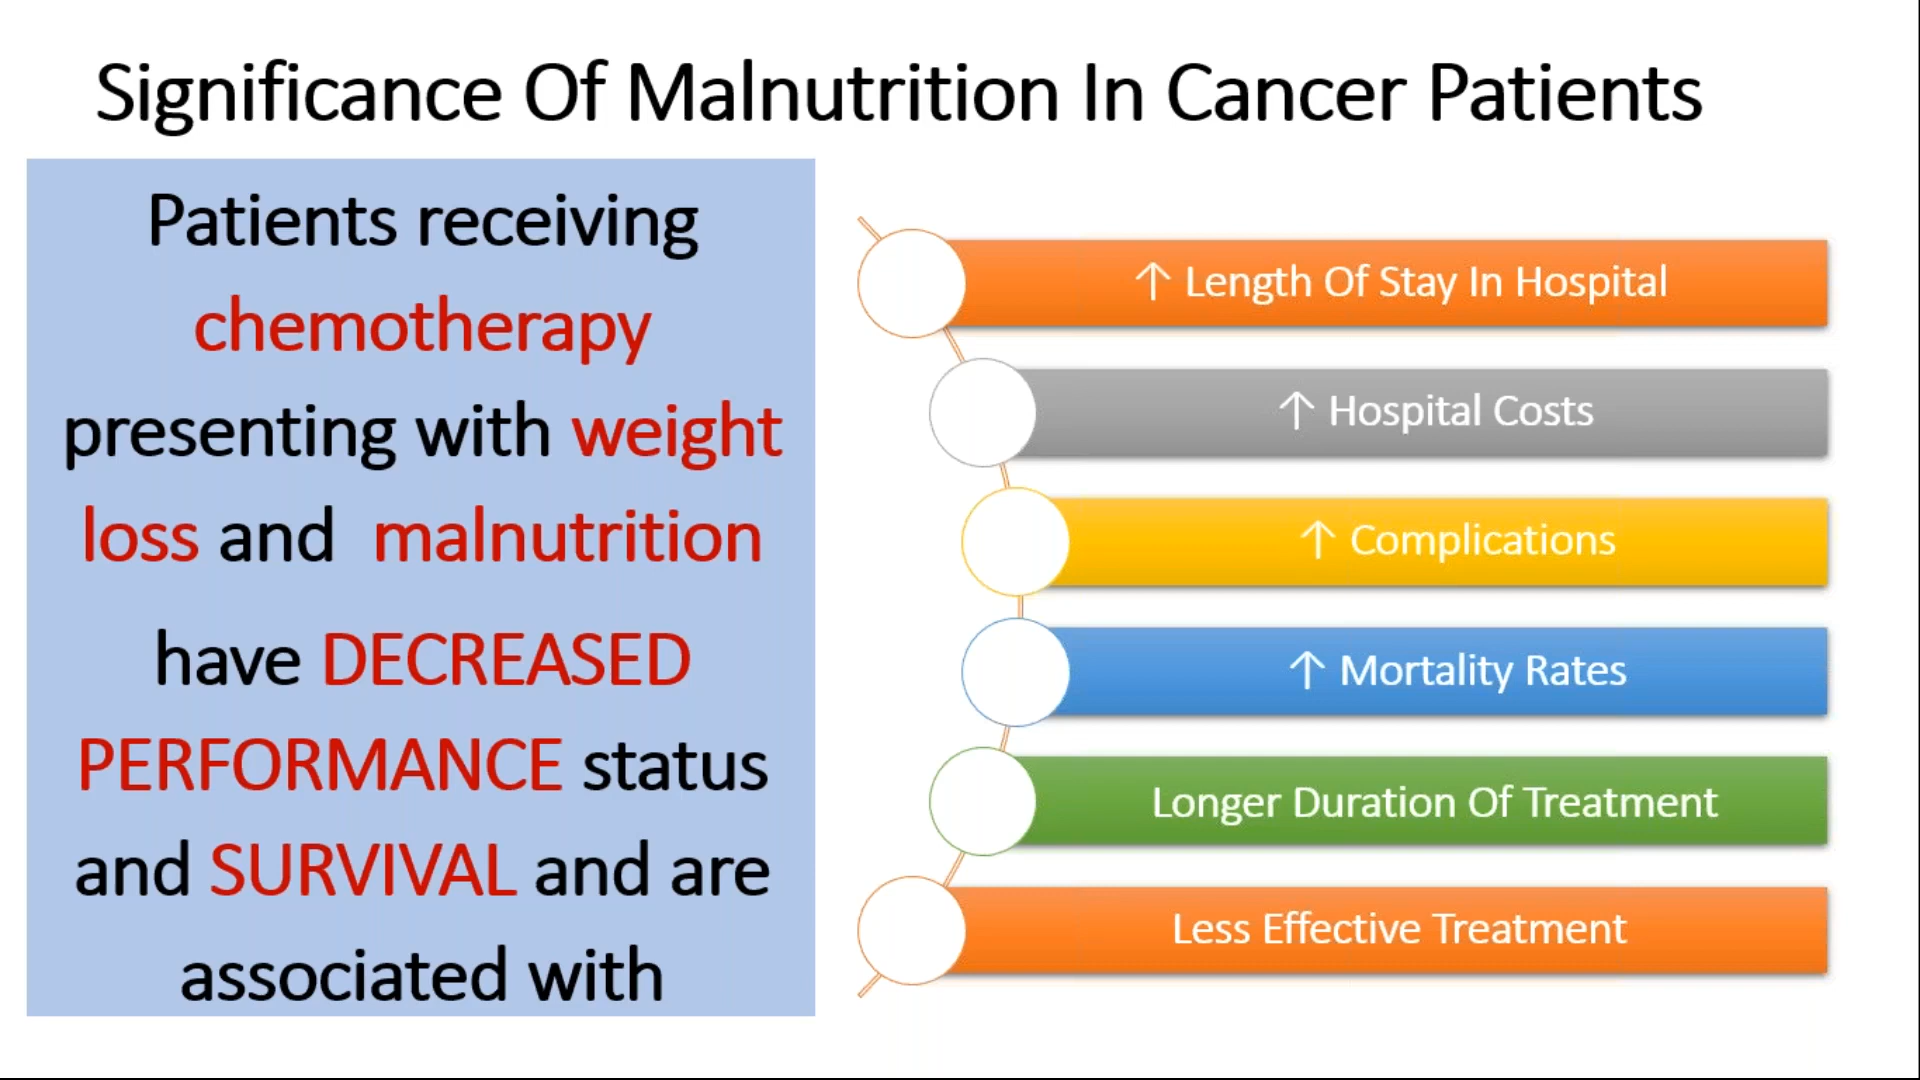 Significance Of Malnutrition In Cancer Patients
Patients receiving
chemotherapy
presenting with weight
loss and malnutrition
have DECREASED
PERFORMANCE status
and SURVIVAL and are
associated with
↑ Length Of Stay In Hospital
↑ Hospital Costs
↑ Complications
↑ Mortality Rates
Longer Duration Of Treatment
Less Effective Treatment